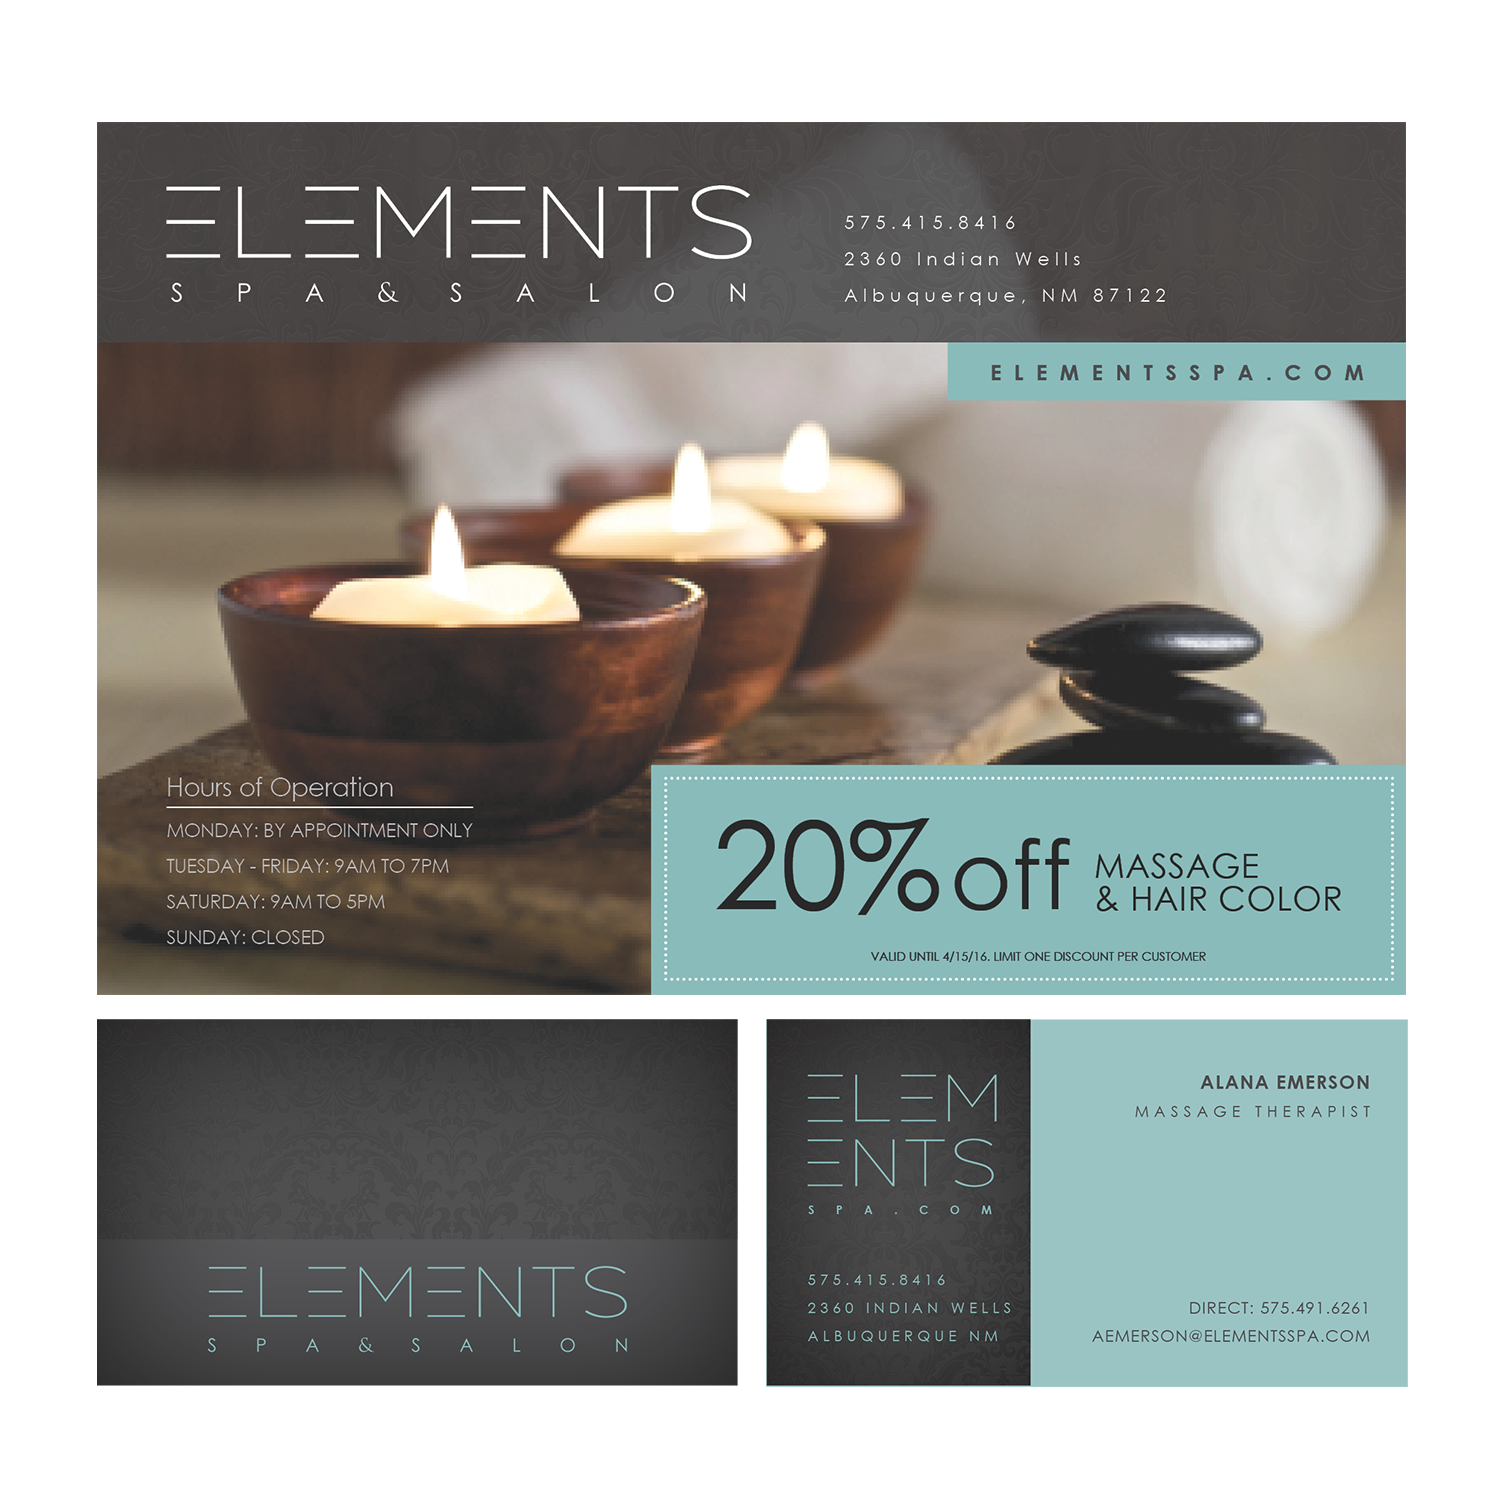 ELEMENTS
SPA & SALON
575.415.8416
2360 Indian Wells
Albuquerque, NM 87122
ELEMENTSSPA.COM
Hours of Operation
MONDAY: BY APPOINTMENT ONLY
TUESDAY - FRIDAY: 9AM TO 7PM
SATURDAY: 9AM TO 5PM
SUNDAY: CLOSED
20% off MASSAGE
& HAIR COLOR
VALID UNTIL 4/15/16. LIMIT ONE DISCOUNT PER CUSTOMER
ELEMENTS
SPA & SALON
ELEM
ENTS
SPA.COM
575.415.8416
2360 INDIAN WELLS
ALBUQUERQUE NM
ALANA EMERSON
MASSAGE THERAPIST
DIRECT: 575.491.6261
AEMERSON@ELEMENTSSPA.COM